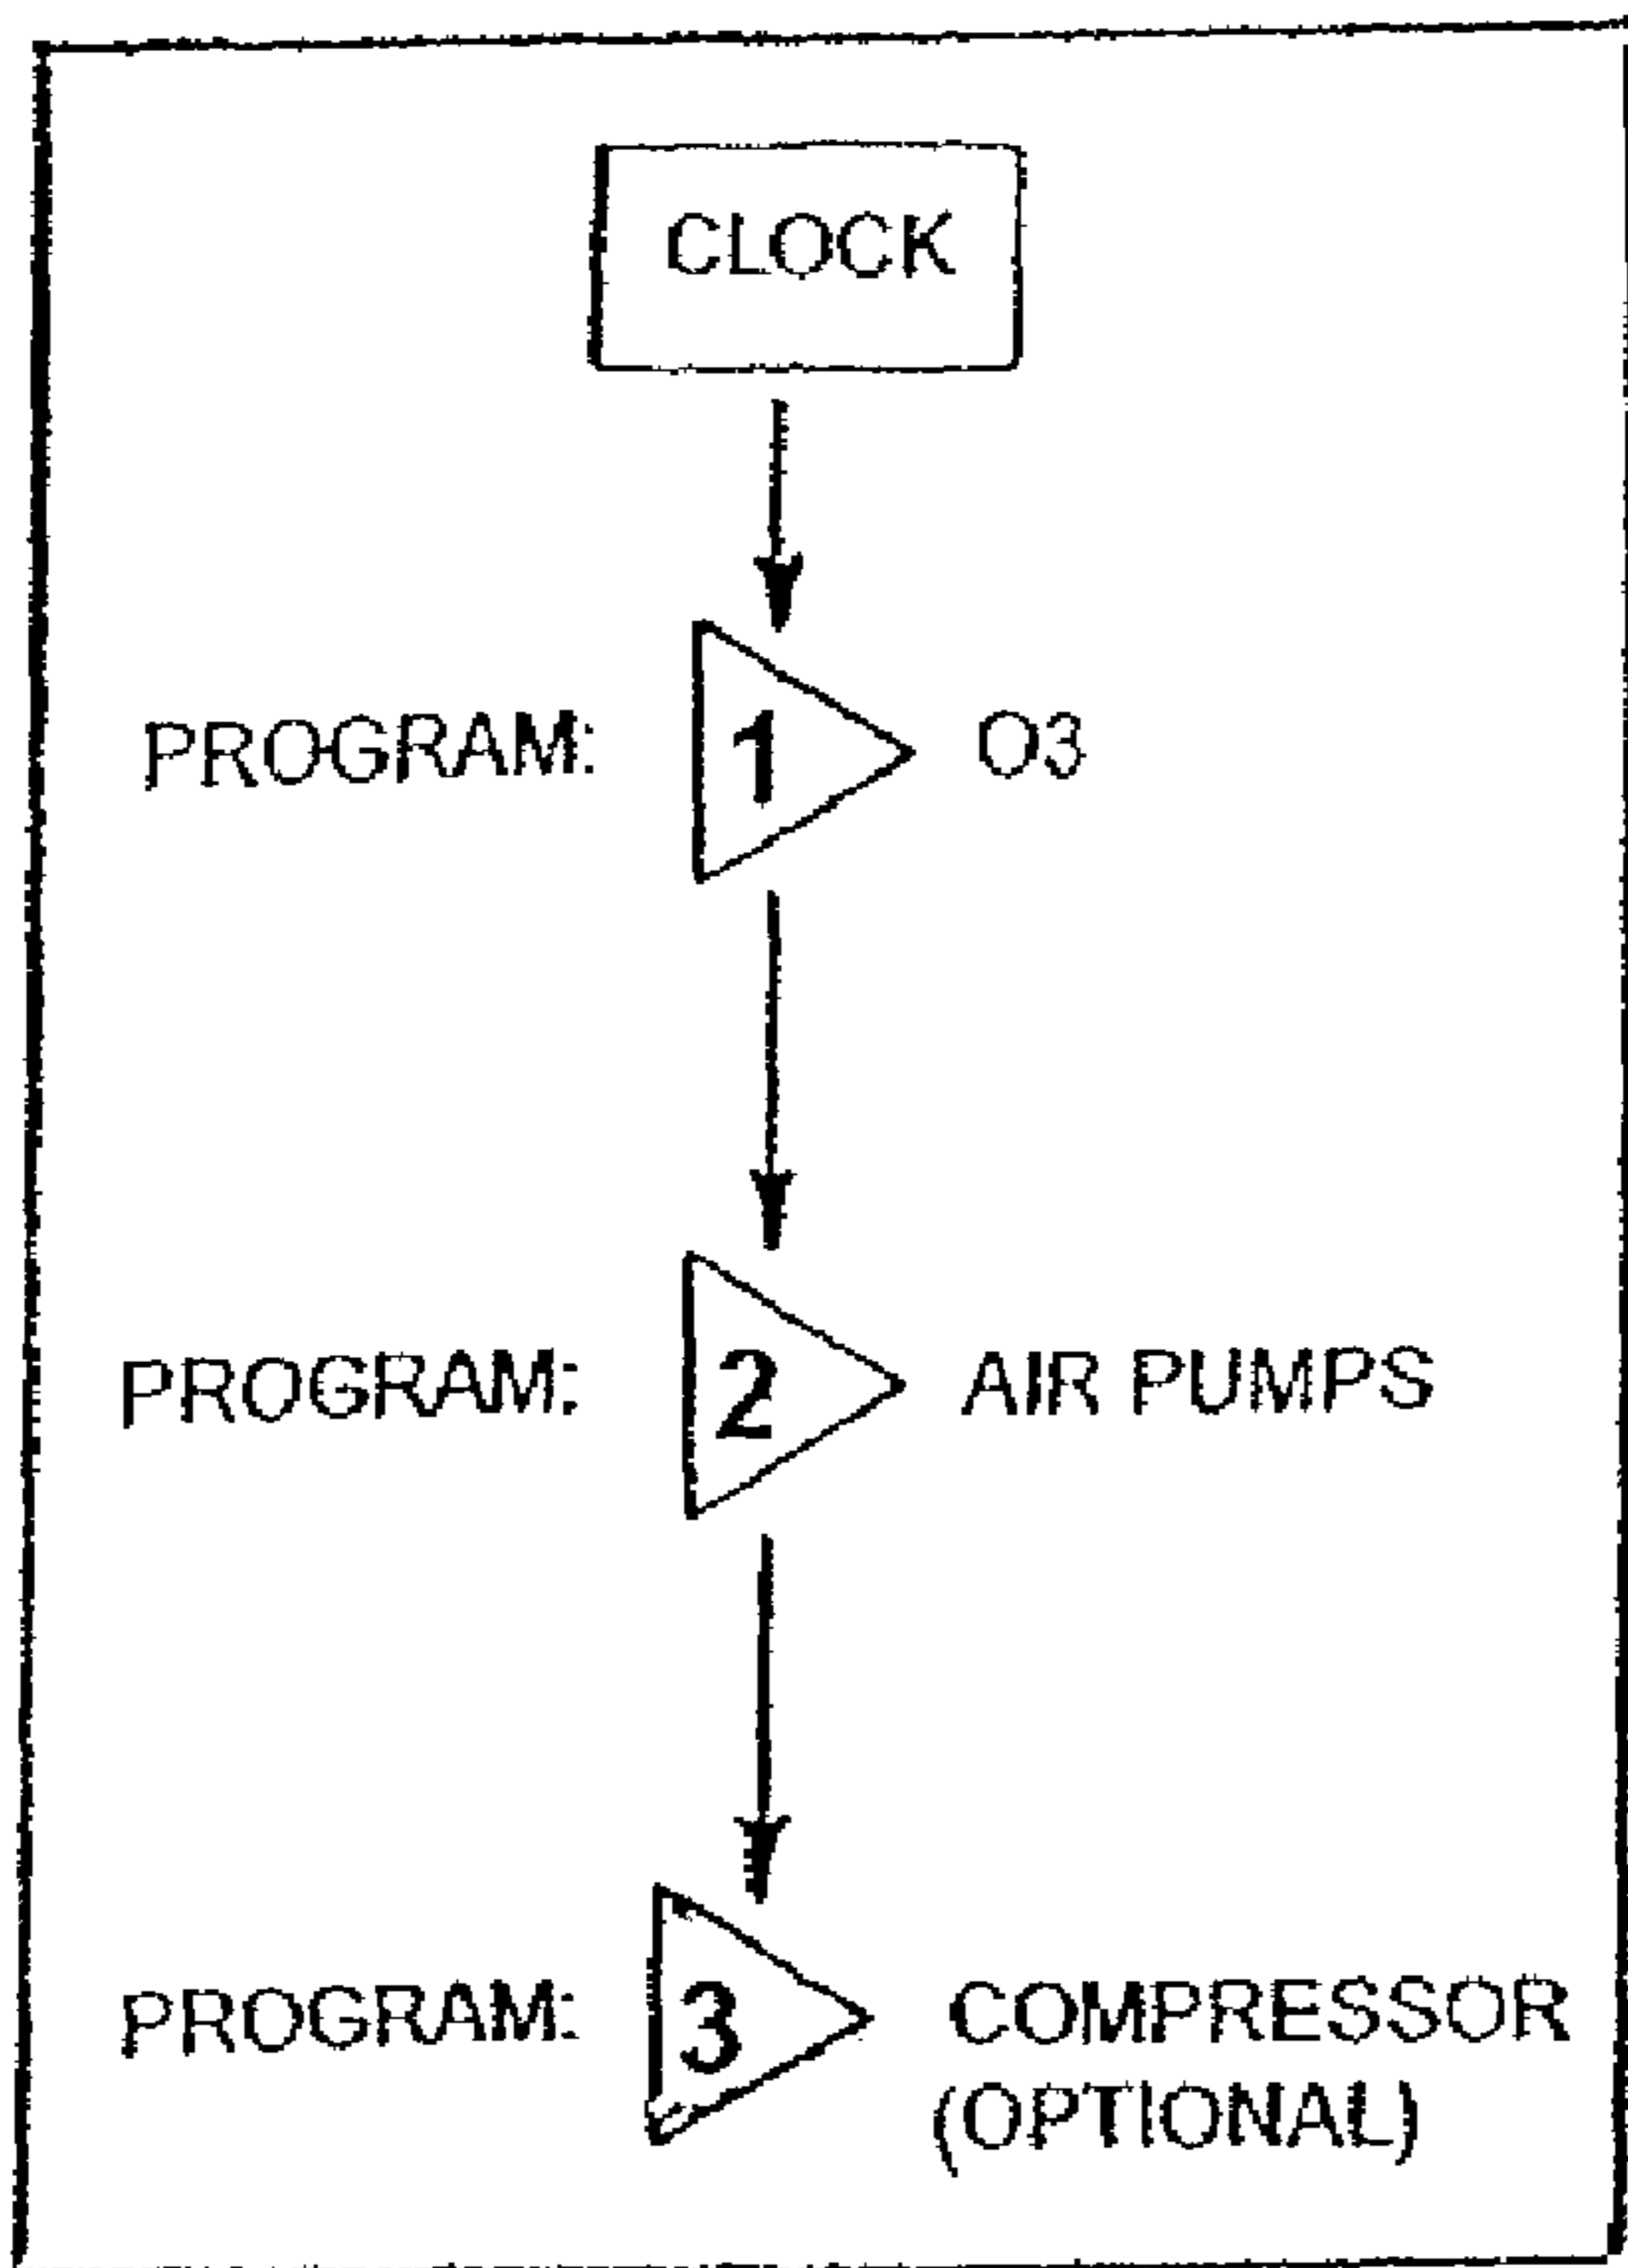 CLOCK
PROGRAM: 1 O3
PROGRAM: 2 AIR PUMPS
PROGRAM: 3 COMPRESSOR
(OPTIONAL)